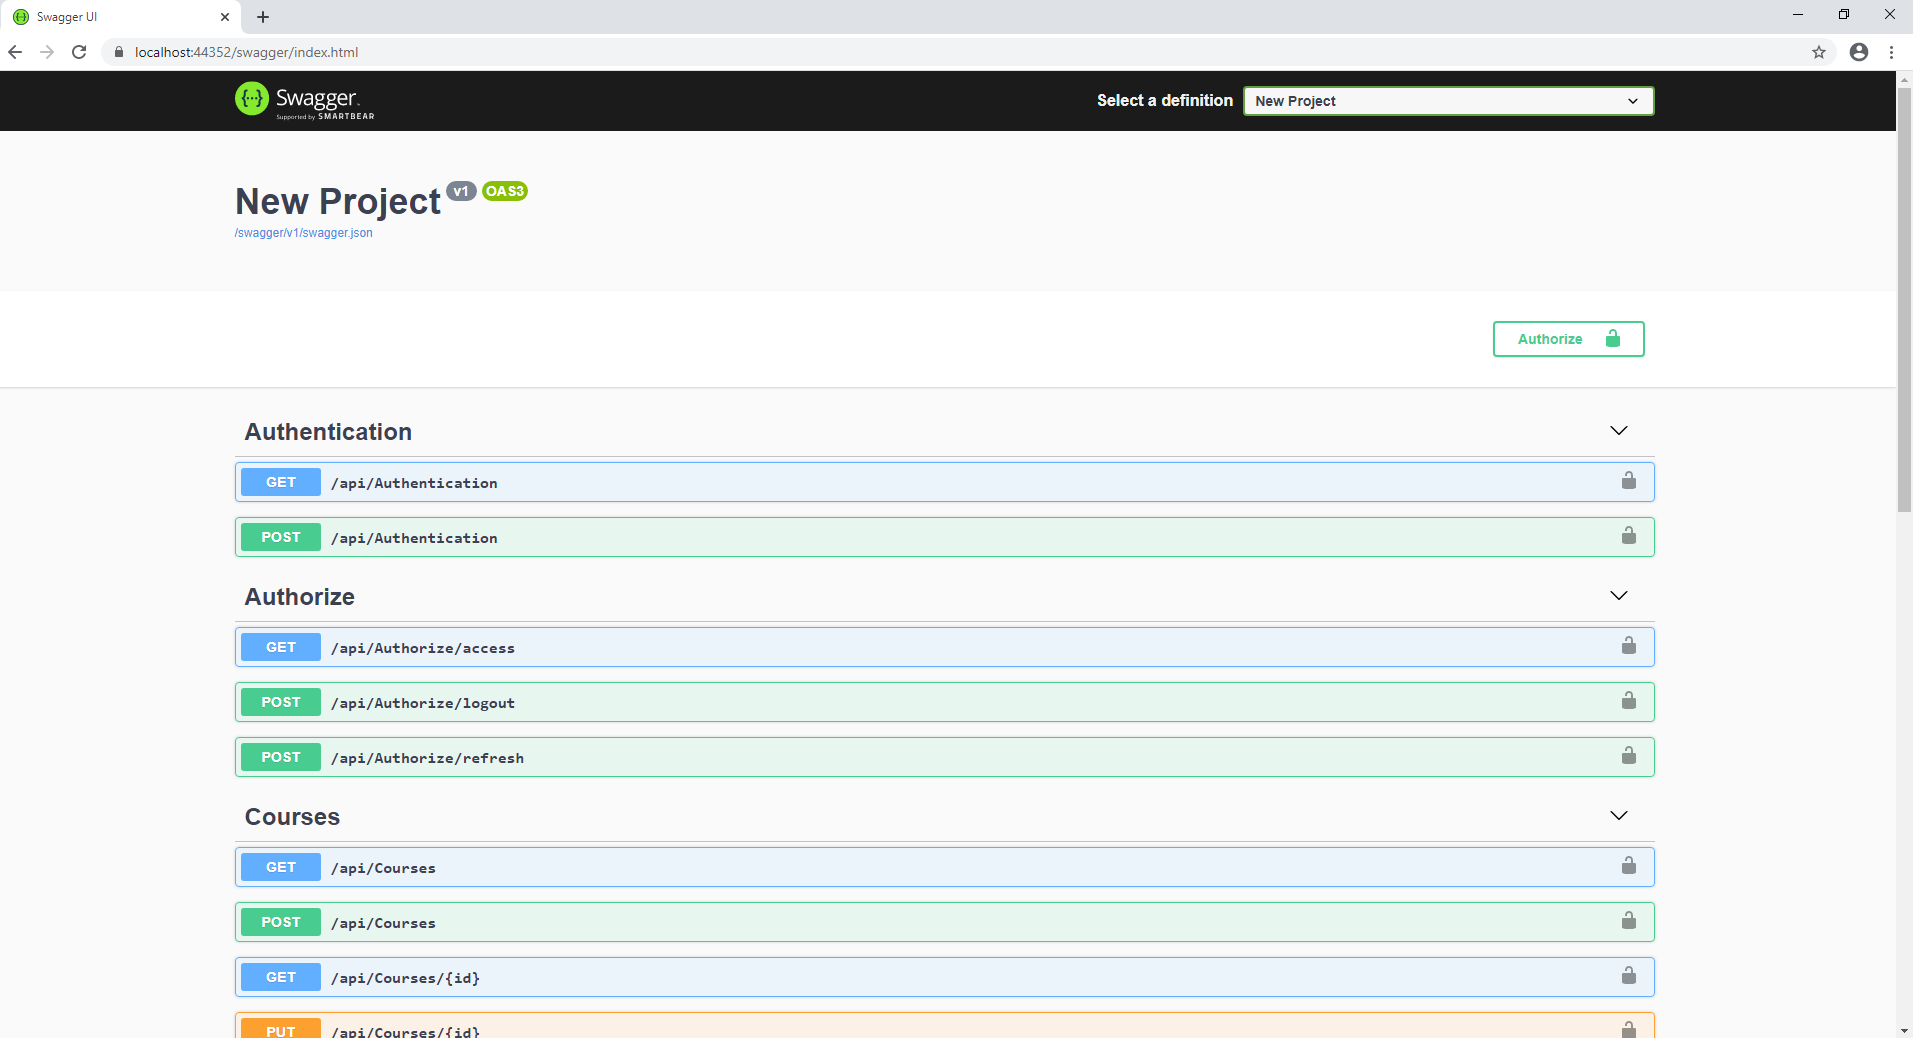 Swagger UI
localhost:44352/swagger/index.html
Swagger.
Supported by SMARTBEAR
Select a definition
New Project
New Project v1 OAS3
/swagger/v1/swagger.json
Authorize
Authentication
GET /api/Authentication
POST /api/Authentication
Authorize
GET /api/Authorize/access
POST /api/Authorize/logout
POST /api/Authorize/refresh
Courses
GET /api/Courses
POST /api/Courses
GET /api/Courses/{id}
PUT /api/Courses/{id}